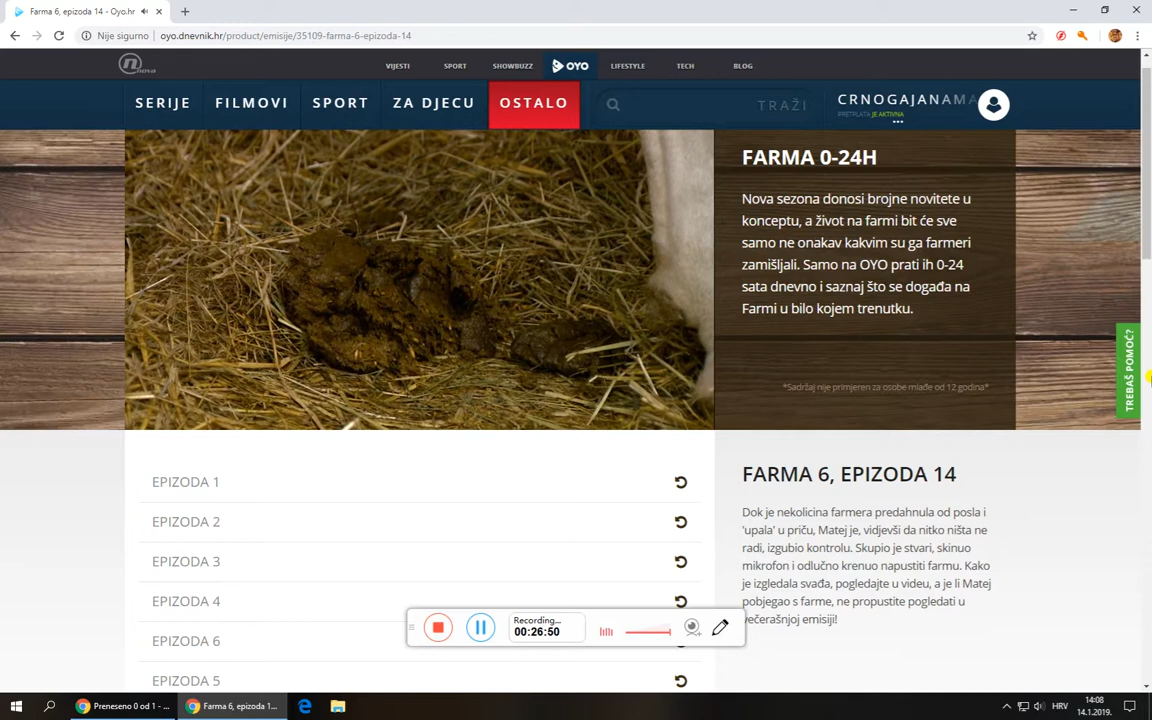 Farma 6, epizoda 14 - Oyo.hr
Nije sigurno
oyo.dnevnik.hr/product/emisije/35109-farma-6-epizoda-14
nova
VIJESTI
SPORT
SHOWBUZZ
OYO
LIFESTYLE
TECH
BLOG
SERIJE
FILMOVI
SPORT
ZA DJECU
OSTALO
TRAŽI
CRNOGAJANAMA
PRETPLATA JE AKTIVNA
FARMA 0-24H
Nova sezona donosi brojne novitete u
konceptu, a život na farmi bit će sve
samo ne onakav kakvim su ga farmeri
zamišljali. Samo na OYO prati ih 0-24
sata dnevno i saznaj što se događa na
Farmi u bilo kojem trenutku.
*Sadržaj nije primjeren za osobe mlađe od 12 godina*
TREBAŠ POMOĆ?
EPIZODA 1
EPIZODA 2
EPIZODA 3
EPIZODA 4
EPIZODA 6
EPIZODA 5
FARMA 6, EPIZODA 14
Dok je nekolicina farmera predahnula od posla i
'upala' u priču, Matej je, vidjevši da nitko ništa ne
radi, izgubio kontrolu. Skupio je stvari, skinuo
mikrofon i odlučno krenuo napustiti farmu. Kako
je izgledala svađa, pogledajte u videu, a je li Matej
pobjegao s farme, ne propustite pogledati u
večerašnjoj emisiji!
Recording...
00:26:50
Preneseno 0 od 1 - ...
Farma 6, epizoda 1...
HRV
14:08
14.1.2019.